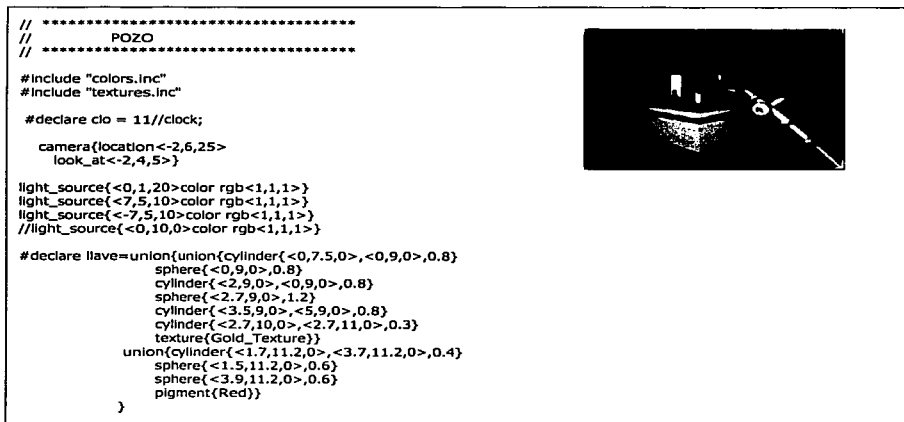 // ************************************
//          POZO
// ************************************
#include "colors.inc"
#include "textures.inc"
#declare clo = 11//clock;
camera{location<-2,6,25>
look_at<-2,4,5>}
light_source{<0,1,20>color rgb<1,1,1>}
light_source{<7,5,10>color rgb<1,1,1>}
light_source{<-7,5,10>color rgb<1,1,1>}
//light_source{<0,10,0>color rgb<1,1,1>}
#declare llave=union{union{cylinder{<0,7.5,0>,<0,9,0>,0.8}
sphere{<0,9,0>,0.8}
cylinder{<2,9,0>,<0,9,0>,0.8}
sphere{<2.7,9,0>,1.2}
cylinder{<3.5,9,0>,<5,9,0>,0.8}
cylinder{<2.7,10,0>,<2.7,11,0>,0.3}
texture{Gold_Texture}}
union{cylinder{<1.7,11.2,0>,<3.7,11.2,0>,0.4}
sphere{<1.5,11.2,0>,0.6}
sphere{<3.9,11.2,0>,0.6}
pigment{Red}}
}